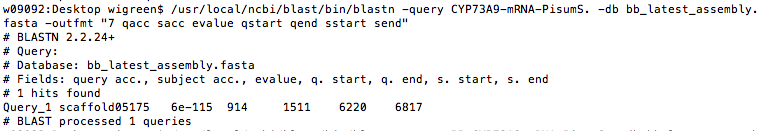 w09092:Desktop wigreen$ /usr/local/ncbi/blast/bin/blastn -query CYP73A9-mRNA-PisumS. -db bb_latest_assembly.
fasta -outfmt "7 qacc sacc evalue qstart qend sstart send"
# BLASTN 2.2.24+
# Query:
# Database: bb_latest_assembly.fasta
# Fields: query acc., subject acc., evalue, q. start, q. end, s. start, s. end
# 1 hits found
Query_1 scaffold05175 6e-115 914 1511 6220 6817
# BLAST processed 1 queries